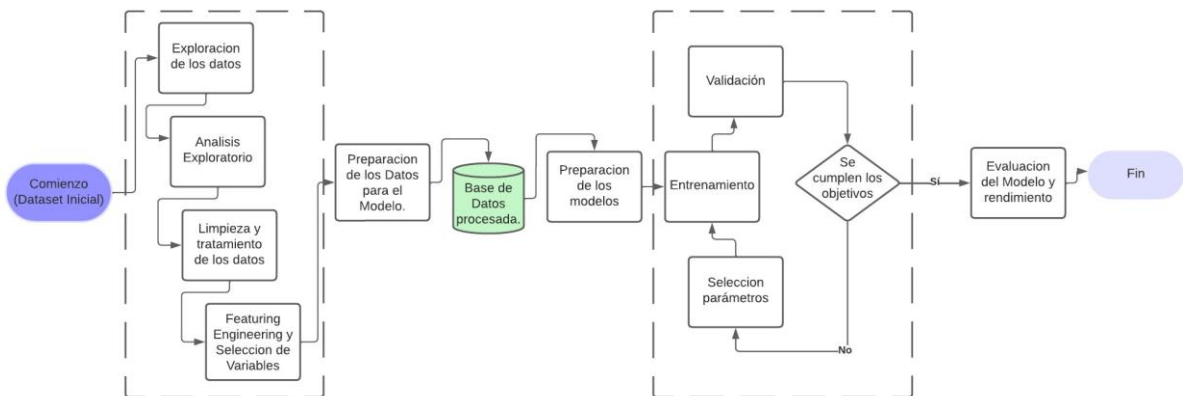 Comienzo
(Dataset Inicial)
Exploracion
de los datos
Analisis
Exploratorio
Limpieza y
tratamiento
de los datos
Featuring
Engineering y
Seleccion de
Variables
Preparacion
de los Datos
para el
Modelo.
Base de
Datos
procesada.
Preparacion
de los
modelos
Entrenamiento
Validación
Se
cumplen los
objetivos
No
Seleccion
parámetros
Sí
Evaluacion
del Modelo y
rendimiento
Fin